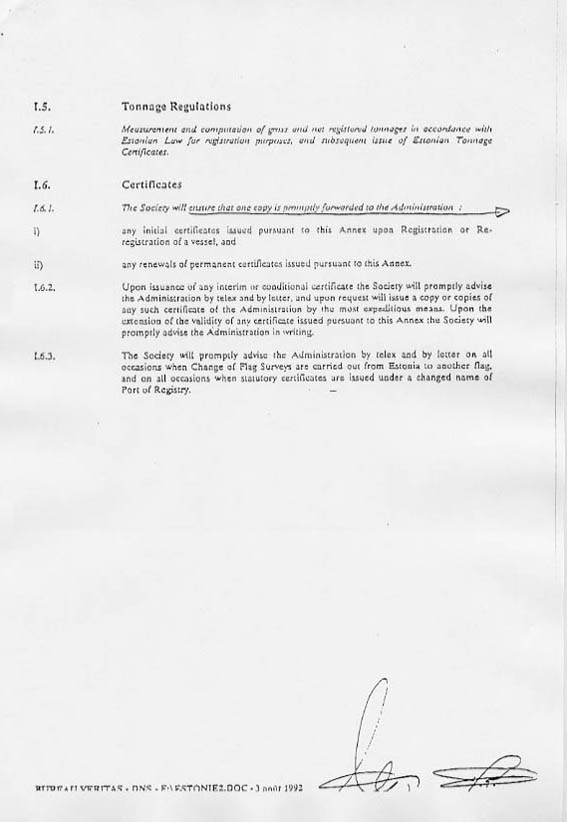 I.5. Tonnage Regulations
I.5.1. Measurement and computation of gross and net registered tonnages in accordance with
Estonian Law for registration purposes, and subsequent issue of Estonian Tonnage
Certificates.
I.6. Certificates
I.6.1. The Society will ensure that one copy is promptly forwarded to the Administration :
i) any initial certificates issued pursuant to this Annex upon Registration or Re-
registration of a vessel, and
ii) any renewals of permanent certificates issued pursuant to this Annex.
I.6.2. Upon issuance of any interim or conditional certificate the Society will promptly advise
the Administration by telex and by letter, and upon request will issue a copy or copies of
any such certificate of the Administration by the most expeditious means. Upon the
extension of the validity of any certificate issued pursuant to this Annex the Society will
promptly advise the Administration in writing.
I.6.3. The Society will promptly advise the Administration by telex and by letter on all
occasions when Change of Flag Surveys are carried out from Estonia to another flag,
and on all occasions when statutory certificates are issued under a changed name of
Port of Registry.
BUREAU VERITAS - DNS - F:\ESTONIE2.DOC - 3 août 1992